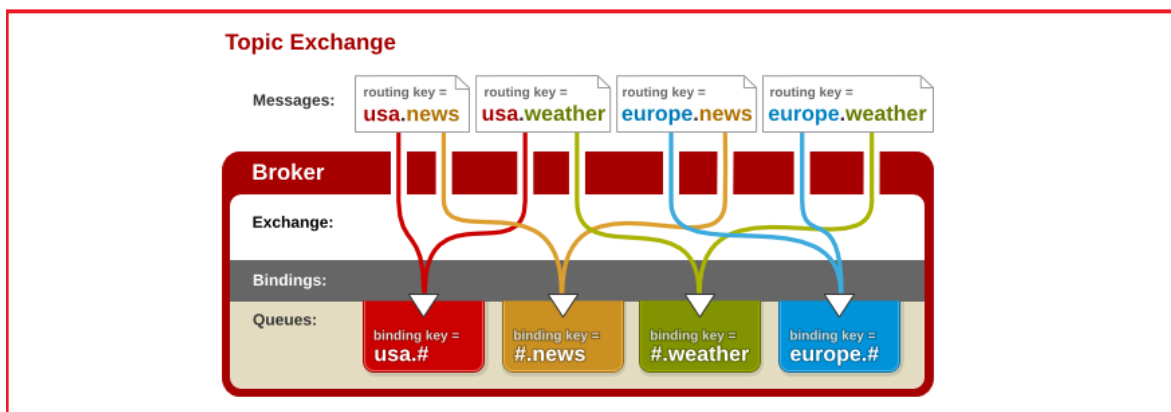 Topic Exchange
Messages:
routing key =
usa.news
routing key =
usa.weather
routing key =
europe.news
routing key =
europe.weather
Broker
Exchange:
Bindings:
Queues:
binding key =
usa.#
binding key =
#.news
binding key =
#.weather
binding key =
europe.#